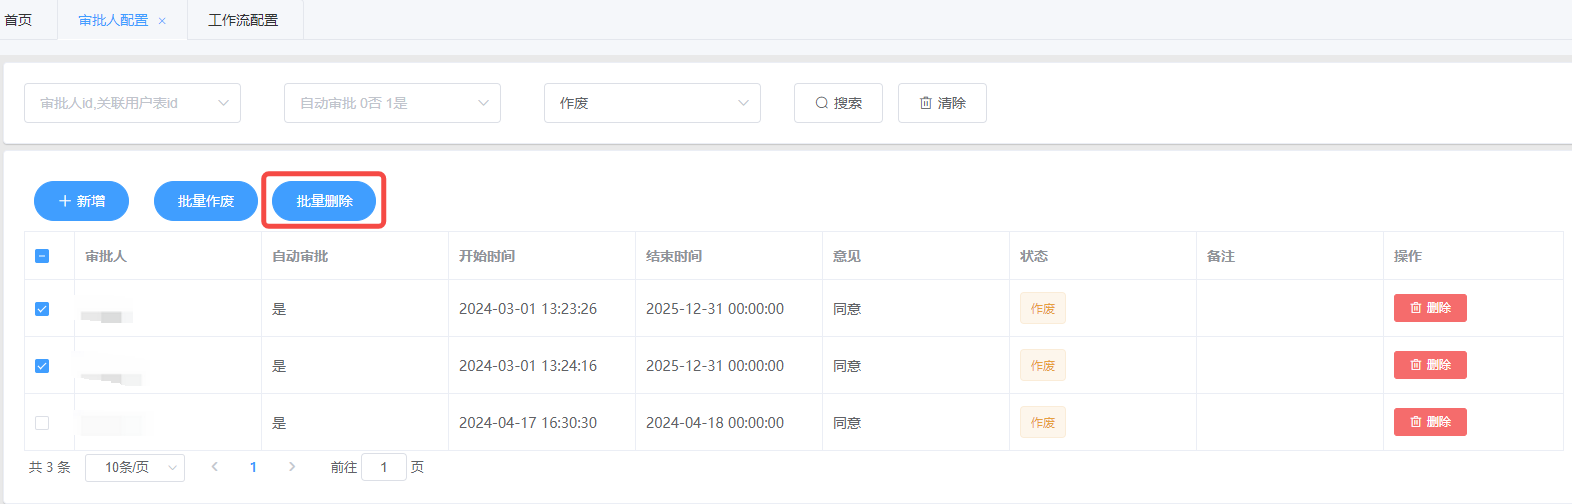 首页 审批人配置 × 工作流配置
审批人id,关联用户表id 自动审批 0否 1是 作废 搜索 清除
+ 新增 批量作废 批量删除
审批人 自动审批 开始时间 结束时间 意见 状态 备注 操作
是 2024-03-01 13:23:26 2025-12-31 00:00:00 同意 作废 删除
是 2024-03-01 13:24:16 2025-12-31 00:00:00 同意 作废 删除
是 2024-04-17 16:30:30 2024-04-18 00:00:00 同意 作废 删除
共 3 条 10条/页 < 1 > 前往 1 页